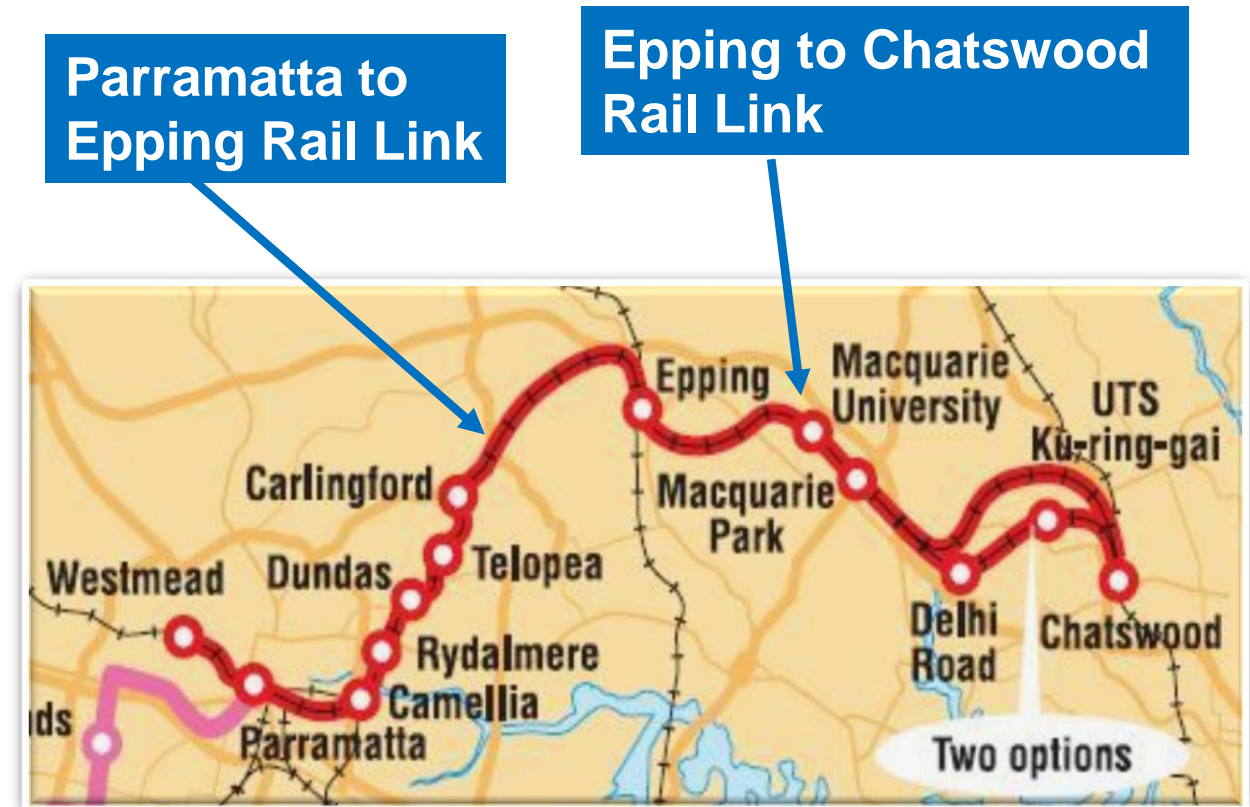 Parramatta to
Epping Rail Link
Epping to Chatswood
Rail Link
Epping
Macquarie
University
UTS
Ku-ring-gai
Carlingford
Macquarie
Park
Telopea
Dundas
Westmead
Delhi
Road
Chatswood
Rydalmere
Camellia
nds
Parramatta
Two options